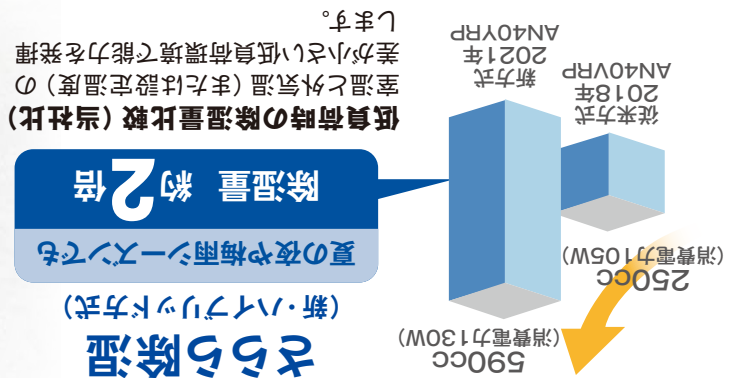 さらら除湿
（新・ハイブリッド方式）
夏の夜や梅雨シーズンでも
除湿量 約2倍
低負荷時の除湿量比較（当社比）
室温と外気温（または設定温度）の
差が小さい低負荷環境で能力を発揮
します。
590cc
（消費電力130W）
250cc
（消費電力105W）
従来方式
2018年
AN40VRP
新方式
2021年
AN40YRP